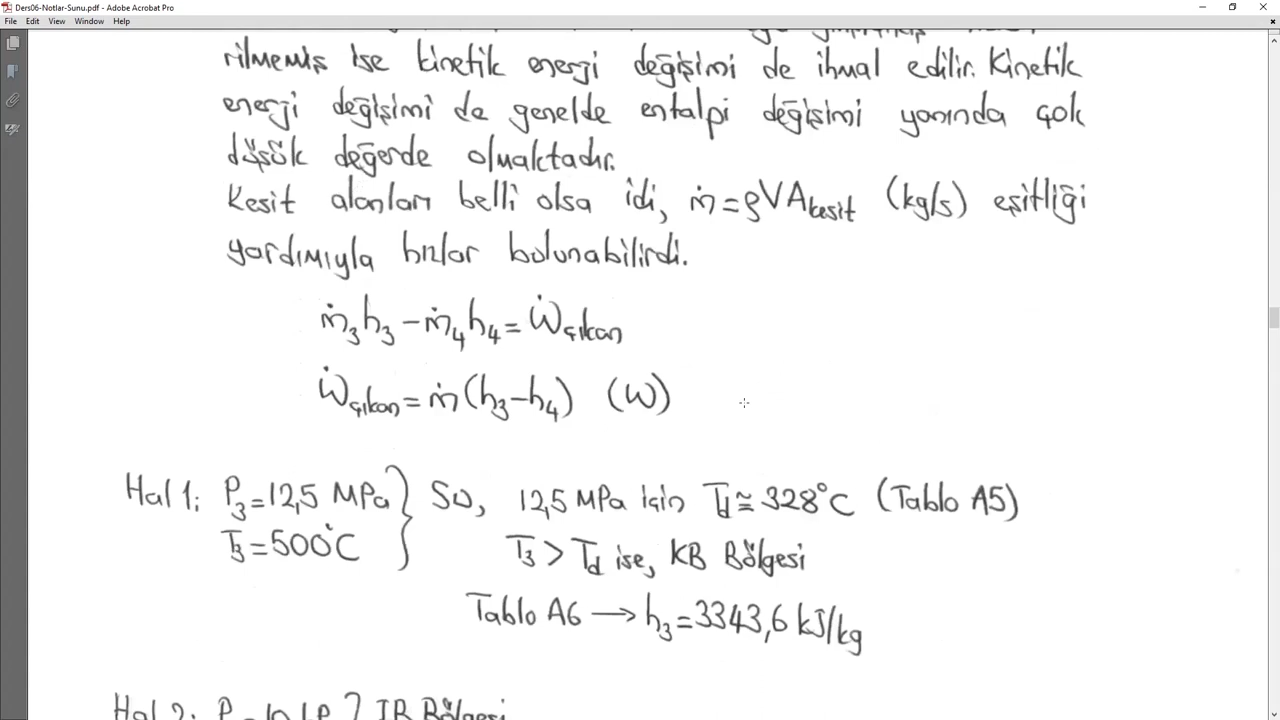 Ders06-Notlar-Sunu.pdf - Adobe Acrobat Pro
File Edit View Window Help
rilmemiş ise kinetik enerji değişimi de ihmal edilir. Kinetik
enerji değişimi de genelde entalpi değişimi yanında çok
düşük değerde olmaktadır.
Kesit alanları belli olsa idi, ṁ=ρVAkesit (kg/s) eşitliği
yardımıyla hızlar bulunabilirdi.
ṁ₃h₃ - ṁ₄h₄ = Ẇçıkan
Ẇçıkan = ṁ(h₃-h₄) (W)
Hal 1: P₃=12,5 MPa } Su, 12,5 MPa için Td≅328°C (Tablo A5)
T₃=500°C
T₃ > Td ise, KB Bölgesi
Tablo A6 → h₃=3343,6 kJ/kg
Hal 2: IB Bölgesi